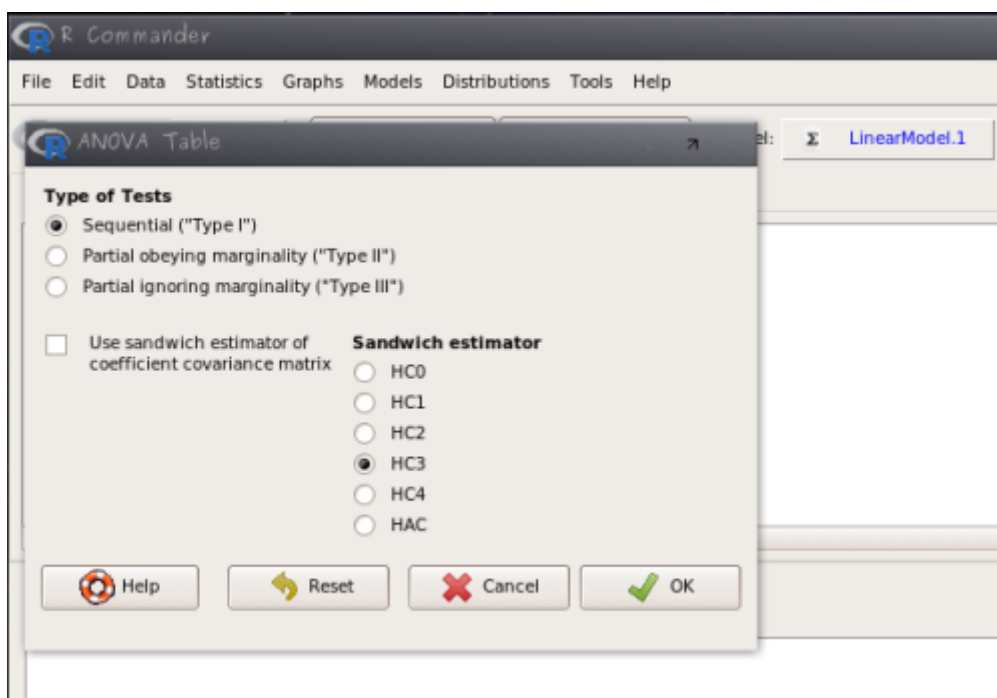 R Commander
File Edit Data Statistics Graphs Models Distributions Tools Help
el: Σ LinearModel.1
R ANOVA Table
Type of Tests
Sequential ("Type I")
Partial obeying marginality ("Type II")
Partial ignoring marginality ("Type III")
Use sandwich estimator of
coefficient covariance matrix
Sandwich estimator
HC0
HC1
HC2
HC3
HC4
HAC
Help Reset Cancel OK